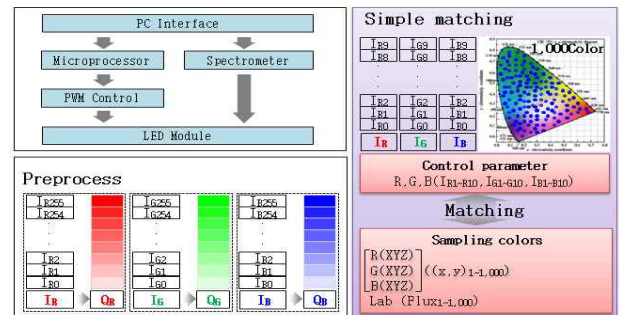 PC Interface
Microprocessor
Spectrometer
PWM Control
LED Module
Preprocess
IR255 IG255 IB255
IR254 IG254 IB254
IR2 IG2 IB2
IR1 IG1 IB1
IR0 IG0 IB0
IR QR IG QG IB QB
Simple matching
IR9 IG9 IB9
IR8 IG8 IB8
1,000Color
IR2 IG2 IB2
IR1 IG1 IB1
IR0 IG0 IB0
IR IG IB
Control parameter
R,G,B(IR1~R10,IG1~G10,IB1~B10)
Matching
Sampling colors
R(XYZ)
G(XYZ) ((x,y)1~1,000)
B(XYZ)
Lab (Flux1~1,000)